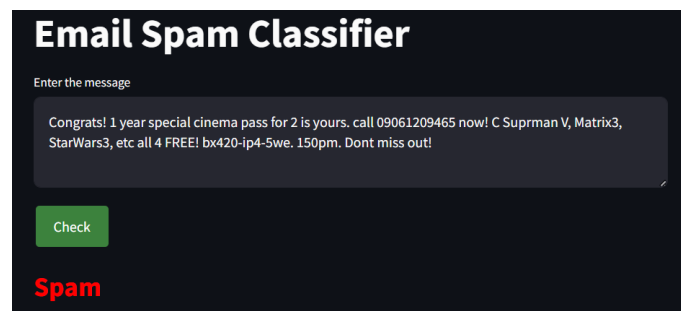 Email Spam Classifier
Enter the message
Congrats! 1 year special cinema pass for 2 is yours. call 09061209465 now! C Suprman V, Matrix3,
StarWars3, etc all 4 FREE! bx420-ip4-5we. 150pm. Dont miss out!
Check
Spam